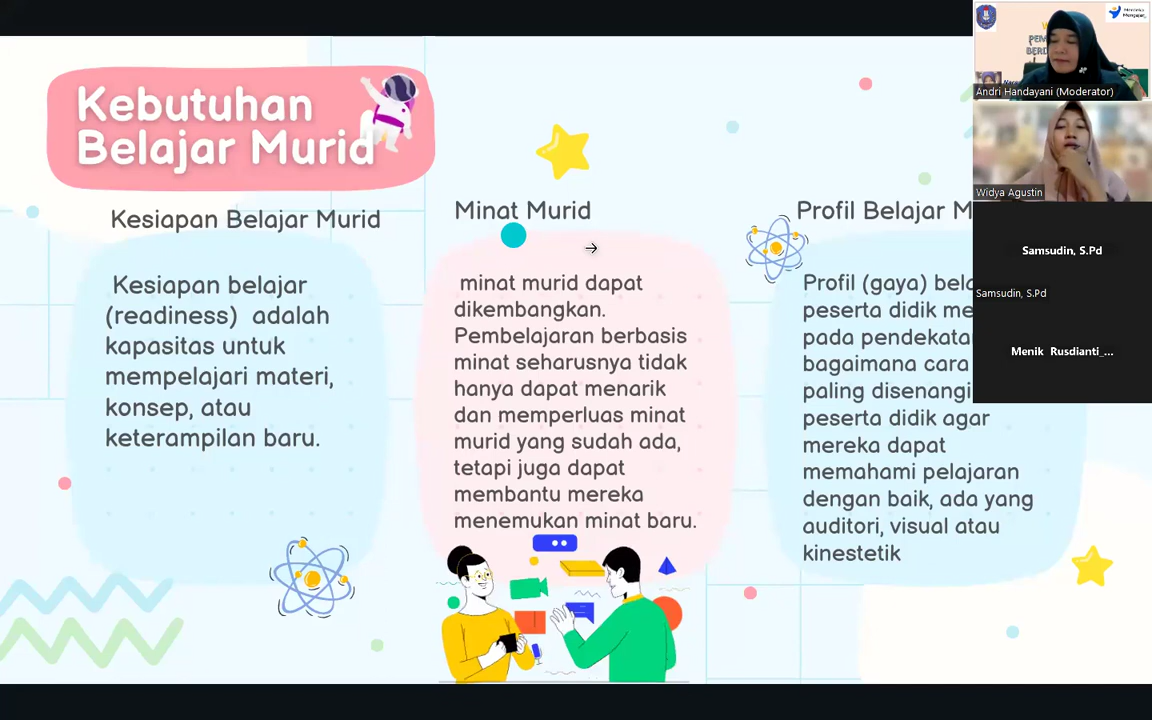 Kebutuhan
Belajar Murid
Kesiapan Belajar Murid
Kesiapan belajar
(readiness) adalah
kapasitas untuk
mempelajari materi,
konsep, atau
keterampilan baru.
Minat Murid
minat murid dapat
dikembangkan.
Pembelajaran berbasis
minat seharusnya tidak
hanya dapat menarik
dan memperluas minat
murid yang sudah ada,
tetapi juga dapat
membantu mereka
menemukan minat baru.
Profil Belajar M
Profil (gaya) bela
peserta didik me
pada pendekata
bagaimana cara
paling disenangi
peserta didik agar
mereka dapat
memahami pelajaran
dengan baik, ada yang
auditori, visual atau
kinestetik
Andri Handayani (Moderator)
Widya Agustin
Samsudin, S.Pd
Samsudin, S.Pd
Menik Rusdianti_...